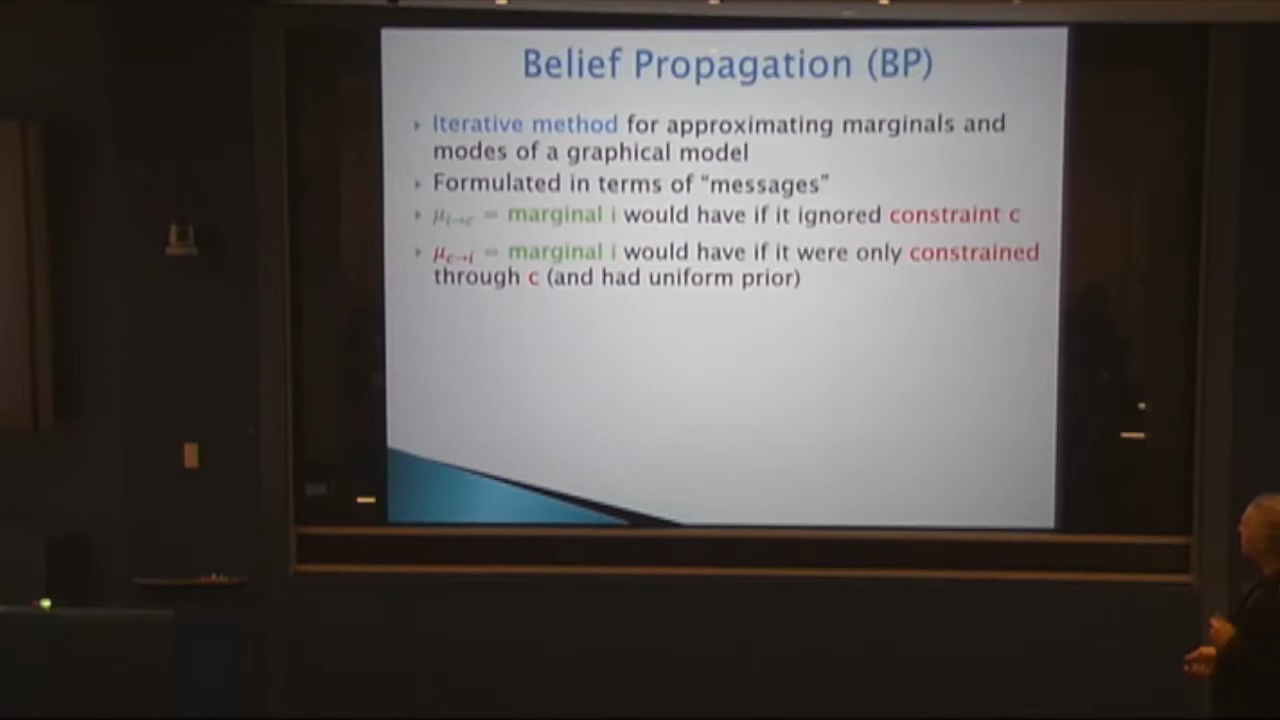 Belief Propagation (BP)
Iterative method for approximating marginals and
modes of a graphical model
Formulated in terms of “messages”
μi→c = marginal i would have if it ignored constraint c
μc→i = marginal i would have if it were only constrained
through c (and had uniform prior)